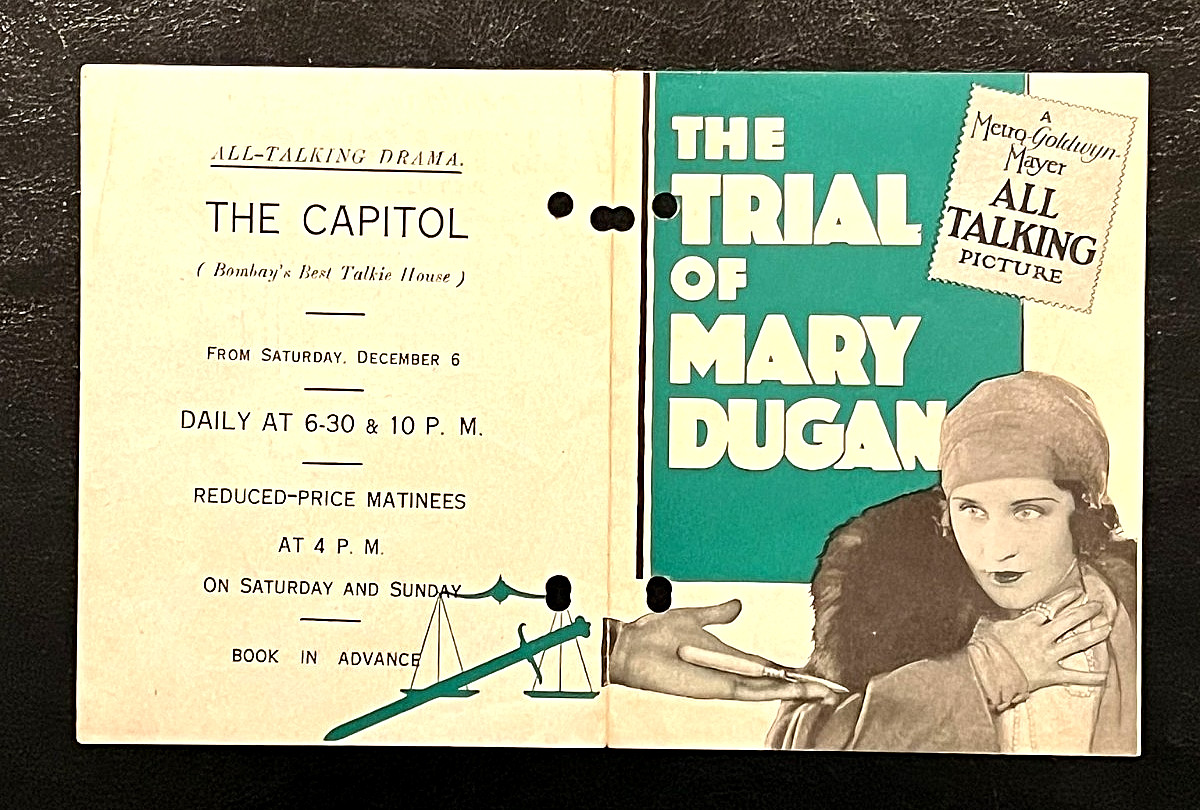 ALL-TALKING DRAMA.
THE CAPITOL
( Bombay's Best Talkie House )
FROM SATURDAY, DECEMBER 6
DAILY AT 6-30 & 10 P. M.
REDUCED-PRICE MATINEES
AT 4 P. M.
ON SATURDAY AND SUNDAY
BOOK IN ADVANCE
THE
TRIAL
OF
MARY
DUGAN
A
Metro-Goldwyn-
Mayer
ALL
TALKING
PICTURE